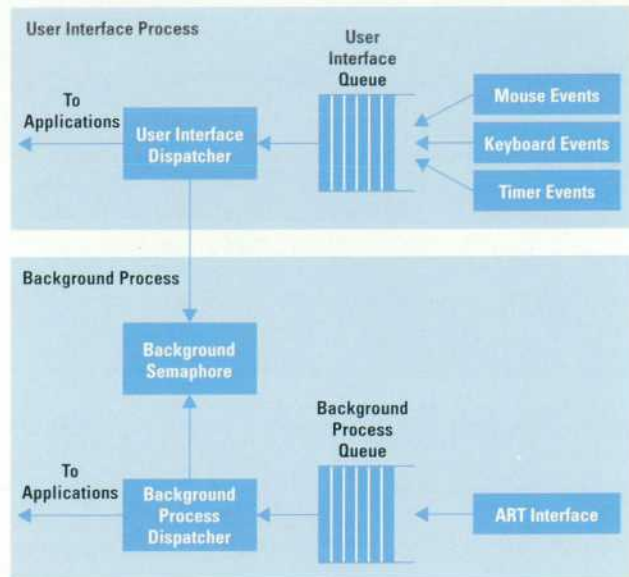 User Interface Process
User
Interface
Queue
To
Applications
User Interface
Dispatcher
Mouse Events
Keyboard Events
Timer Events
Background Process
Background
Semaphore
Background
Process
Queue
To
Applications
Background
Process
Dispatcher
ART Interface